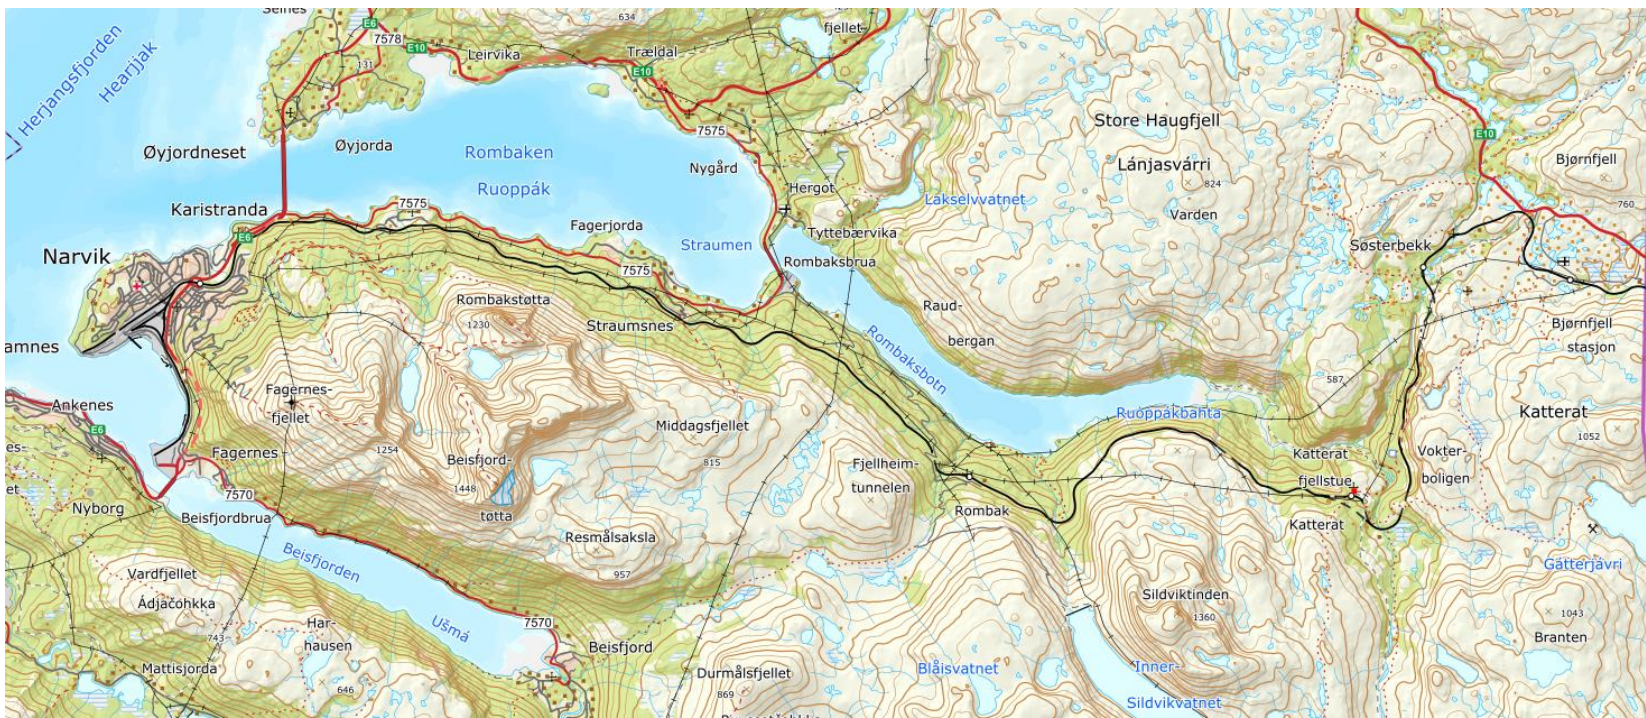 Seines
E6
7578
634
fjellet
E10
Leirvika
Trældal
E10
131
Herjangsfjorden
Hearjjak
Store Haugfjell
E10
7575
Øyjordneset
Øyjorda
Rombaken
Bjørnfjell
Lánjasvárri
Nygård
824
Ruoppák
Hergot
7575
Lakselvvatnet
Karistranda
Varden
760
Fagerjorda
Tyttebærvika
E6
Straumen
Søsterbekk
Narvik
Rombaksbrua
7575
Rombakstøtta
Raud-
1230
Straumsnes
Bjørnfjell
bergan
stasjon
amnes
Rombaksbotn
587
Fagernes-
Ankenes
Ruoppákbahta
Katterat
fjellet
E6
Middagsfjellet
1052
1254
Fagernes
Beisfjord-
815
Fjellheim-
Katterat
Vokter-
tunnelen
fjellstue
boligen
1448
7570
Nyborg
tøtta
Rombak
Beisfjordbrua
Katterat
Resmålsaksla
Beisfjorden
Gátterjávri
Vardfjellet
957
Sildviktinden
Ádjačohkka
1043
1360
Har-
7570
Ušmá
743
Branten
hausen
Beisfjord
Mattisjorda
Durmålsfjellet
Blåisvatnet
Inner-
646
869
Sildvikvatnet